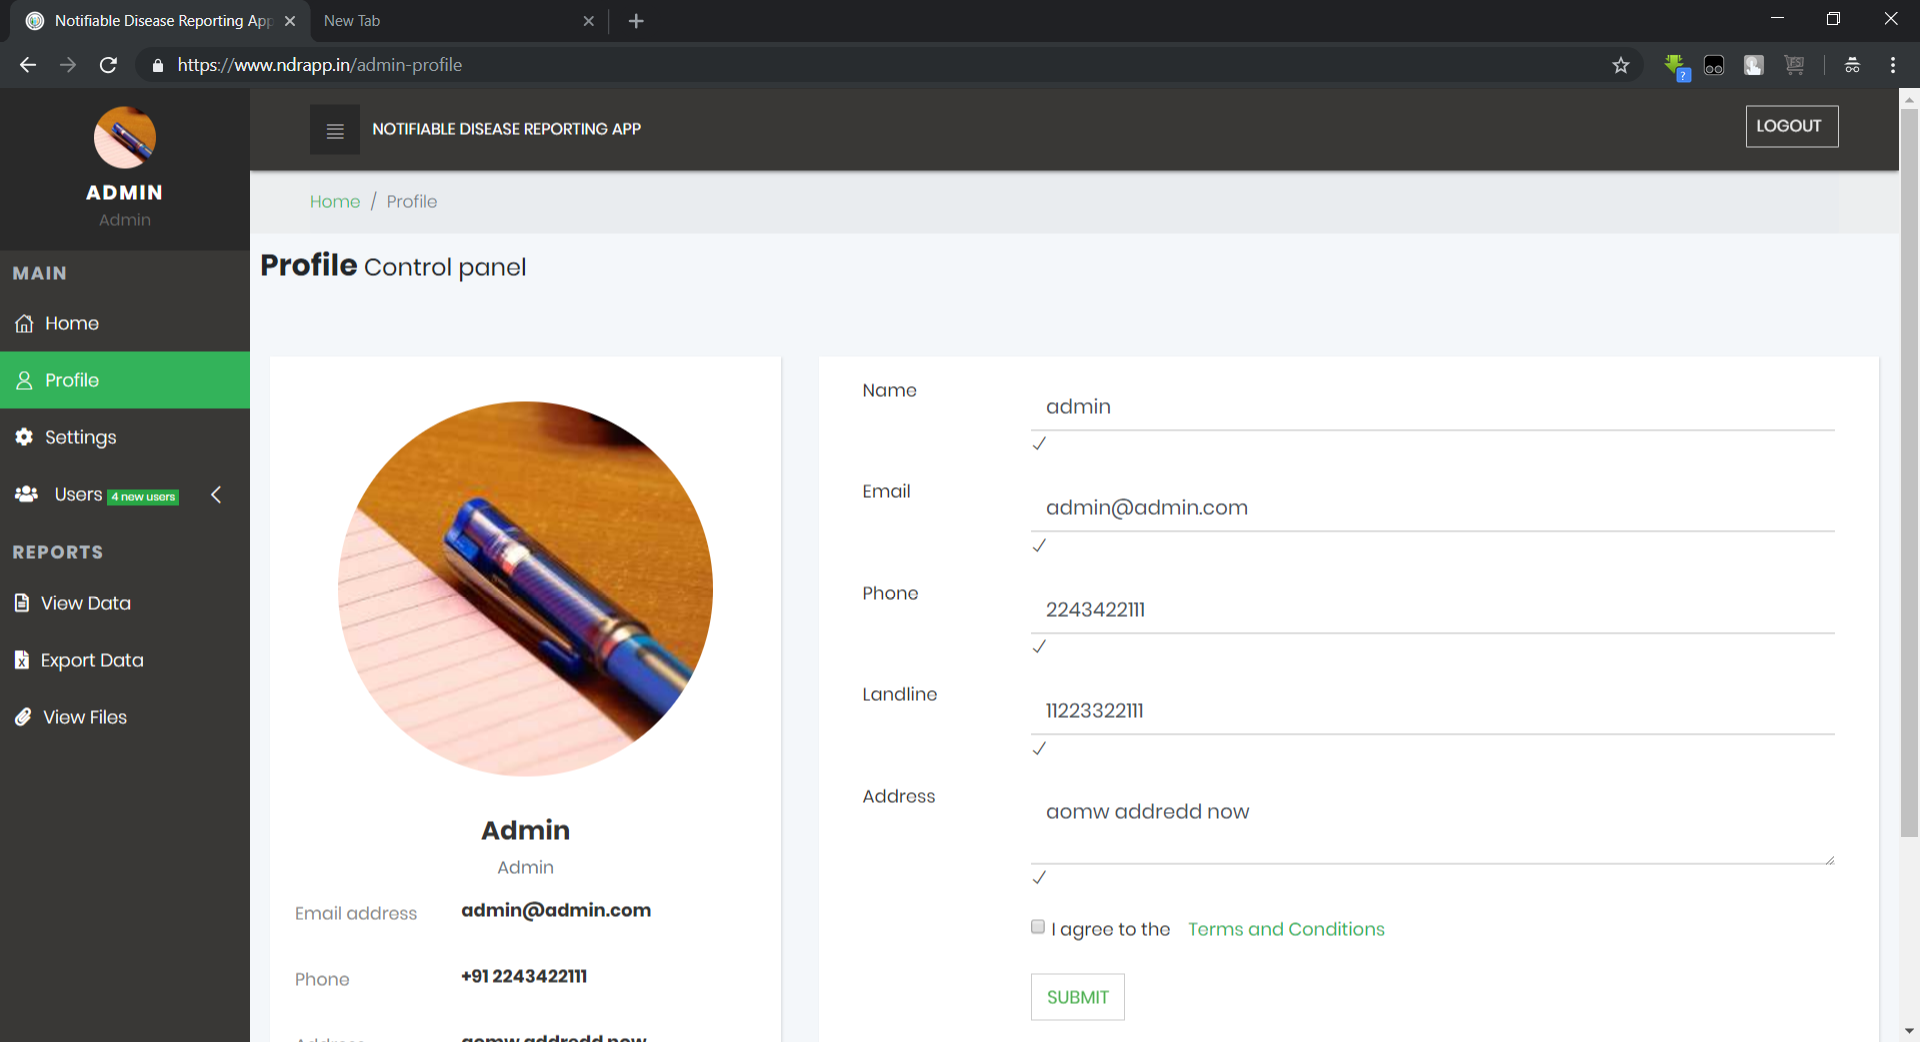 Notifiable Disease Reporting App
New Tab
https://www.ndrapp.in/admin-profile
ADMIN
Admin
MAIN
Home
Profile
Settings
Users 4 new users
REPORTS
View Data
Export Data
View Files
NOTIFIABLE DISEASE REPORTING APP
LOGOUT
Home / Profile
Profile Control panel
Admin
Admin
Email address admin@admin.com
Phone +91 2243422111
Address aomw addredd now
Name
admin
Email
admin@admin.com
Phone
2243422111
Landline
11223322111
Address
aomw addredd now
I agree to the Terms and Conditions
SUBMIT